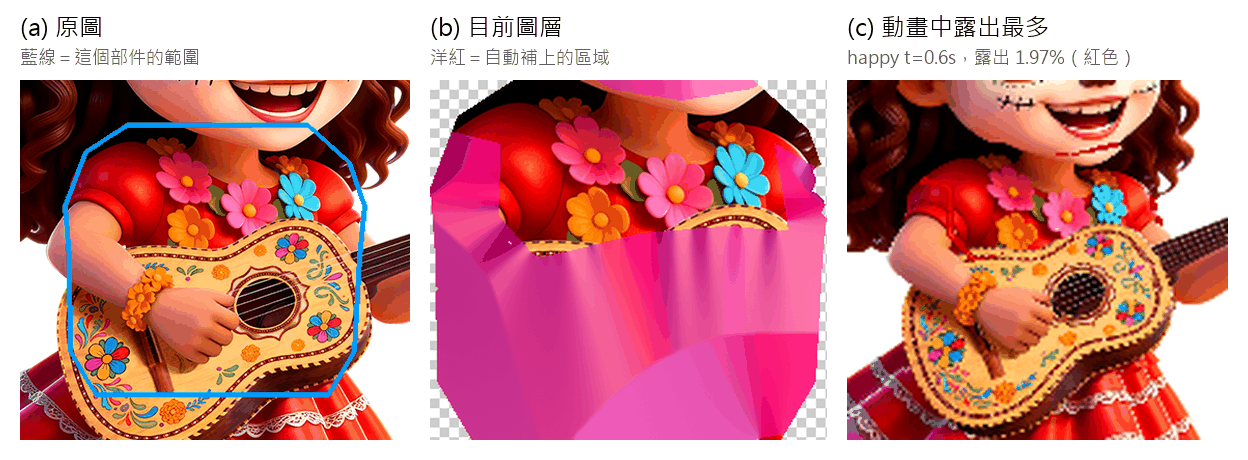 (a) 原圖
藍線 = 這個部件的範圍
(b) 目前圖層
洋紅 = 自動補上的區域
(c) 動畫中露出最多
happy t=0.6s，露出 1.97%（紅色）